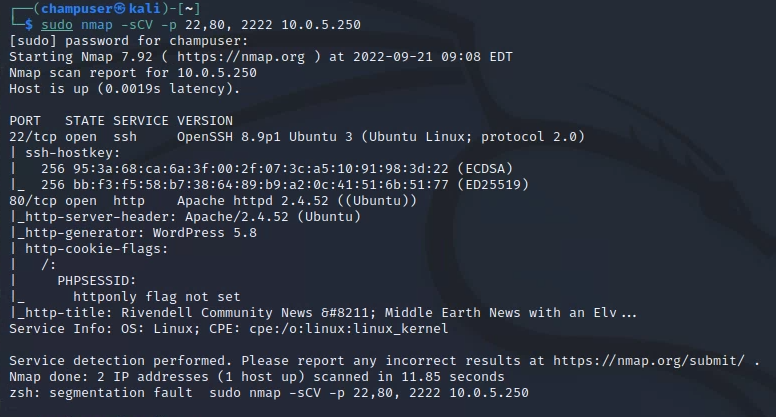 ┌──(champuser㉿kali)-[~]
└─$ sudo nmap -sCV -p 22,80, 2222 10.0.5.250
[sudo] password for champuser:
Starting Nmap 7.92 ( https://nmap.org ) at 2022-09-21 09:08 EDT
Nmap scan report for 10.0.5.250
Host is up (0.0019s latency).

PORT   STATE SERVICE VERSION
22/tcp open  ssh     OpenSSH 8.9p1 Ubuntu 3 (Ubuntu Linux; protocol 2.0)
| ssh-hostkey:
|   256 95:3a:68:ca:6a:3f:00:2f:07:3c:a5:10:91:98:3d:22 (ECDSA)
|_  256 bb:f3:f5:58:b7:38:64:89:b9:a2:0c:41:51:6b:51:77 (ED25519)
80/tcp open  http    Apache httpd 2.4.52 ((Ubuntu))
|_http-server-header: Apache/2.4.52 (Ubuntu)
|_http-generator: WordPress 5.8
| http-cookie-flags:
|   /:
|     PHPSESSID:
|_      httponly flag not set
|_http-title: Rivendell Community News &#8211; Middle Earth News with an Elv...
Service Info: OS: Linux; CPE: cpe:/o:linux:linux_kernel

Service detection performed. Please report any incorrect results at https://nmap.org/submit/ .
Nmap done: 2 IP addresses (1 host up) scanned in 11.85 seconds
zsh: segmentation fault  sudo nmap -sCV -p 22,80, 2222 10.0.5.250